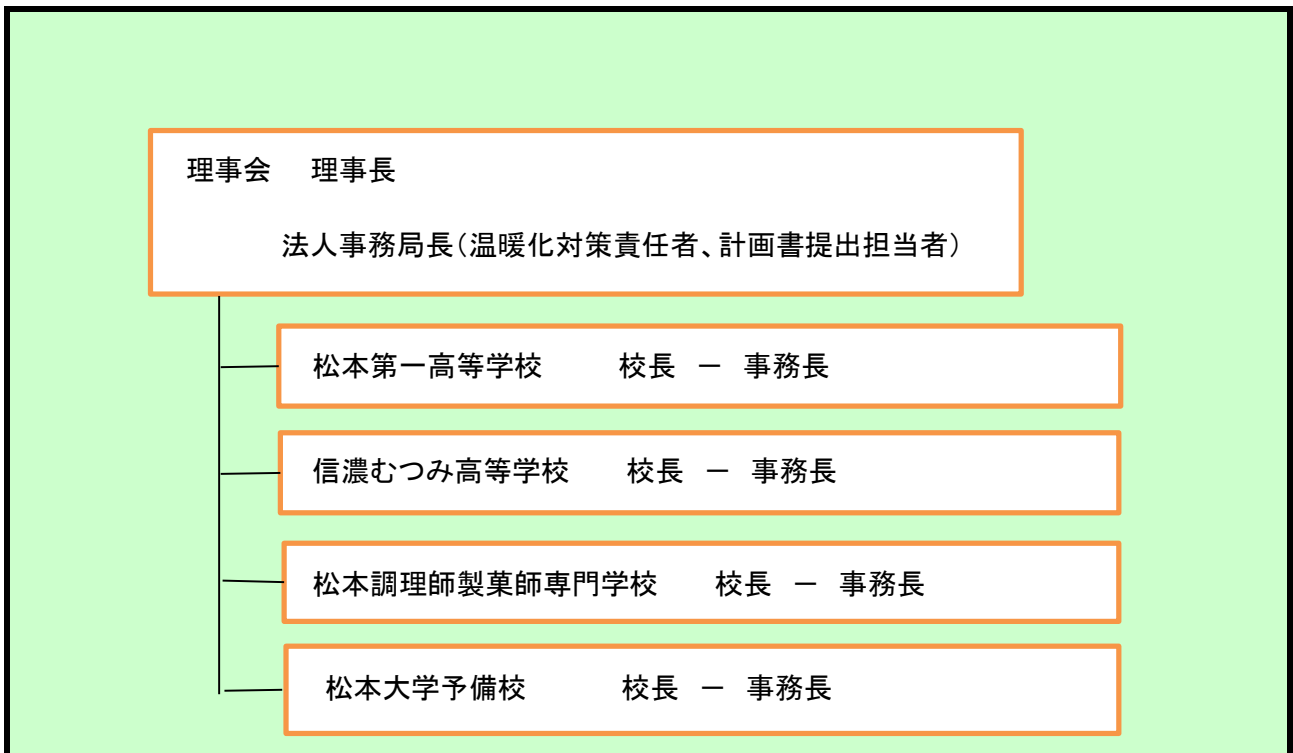 理事会　理事長
法人事務局長（温暖化対策責任者、計画書提出担当者）
松本第一高等学校　　校長　－　事務長
信濃むつみ高等学校　　校長　－　事務長
松本調理師製菓師専門学校　　校長　－　事務長
松本大学予備校　　　校長　－　事務長